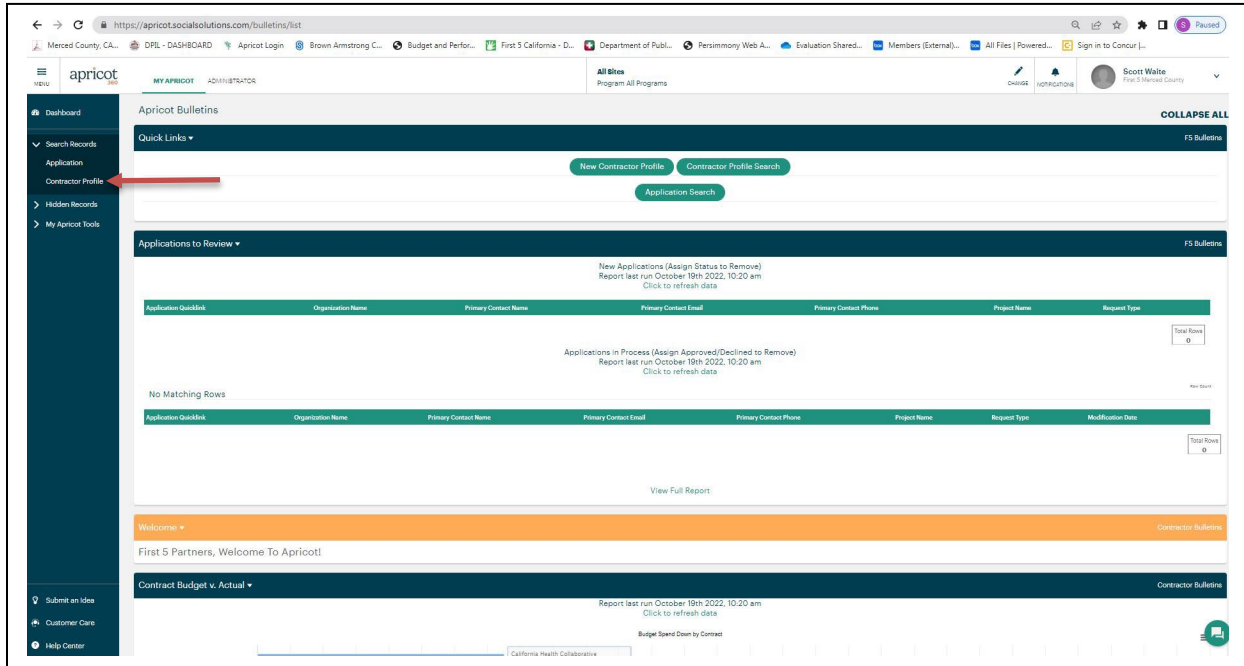 https://apricot.socialsolutions.com/bulletins/list
Paused
Merced County, CA... DPIL - DASHBOARD Apricot Login Brown Armstrong C... Budget and Perfor... First 5 California - D... Department of Publ... Persimmony Web A... Evaluation Shared... Members (External)... All Files | Powered... Sign in to Concur |...
MENU apricot 360 MY APRICOT ADMINISTRATOR
All Sites
Program All Programs
CHANGE NOTIFICATIONS
Scott Waite
First 5 Merced County
Dashboard
Search Records
Application
Contractor Profile
Hidden Records
My Apricot Tools
Submit an Idea
Customer Care
Help Center
Apricot Bulletins
COLLAPSE ALL
Quick Links F5 Bulletins
New Contractor Profile Contractor Profile Search
Application Search
Applications to Review F5 Bulletins
New Applications (Assign Status to Remove)
Report last run October 19th 2022, 10:20 am
Click to refresh data
Application Quicklink Organization Name Primary Contact Name Primary Contact Email Primary Contact Phone Project Name Request Type
Total Rows
0
Applications in Process (Assign Approved/Declined to Remove)
Report last run October 19th 2022, 10:20 am
Click to refresh data
Row Count
No Matching Rows
Application Quicklink Organization Name Primary Contact Name Primary Contact Email Primary Contact Phone Project Name Request Type Modification Date
Total Rows
0
View Full Report
Welcome Contractor Bulletins
First 5 Partners, Welcome To Apricot!
Contract Budget v. Actual Contractor Bulletins
Report last run October 19th 2022, 10:20 am
Click to refresh data
Budget Spend Down by Contract
California Health Collaborative